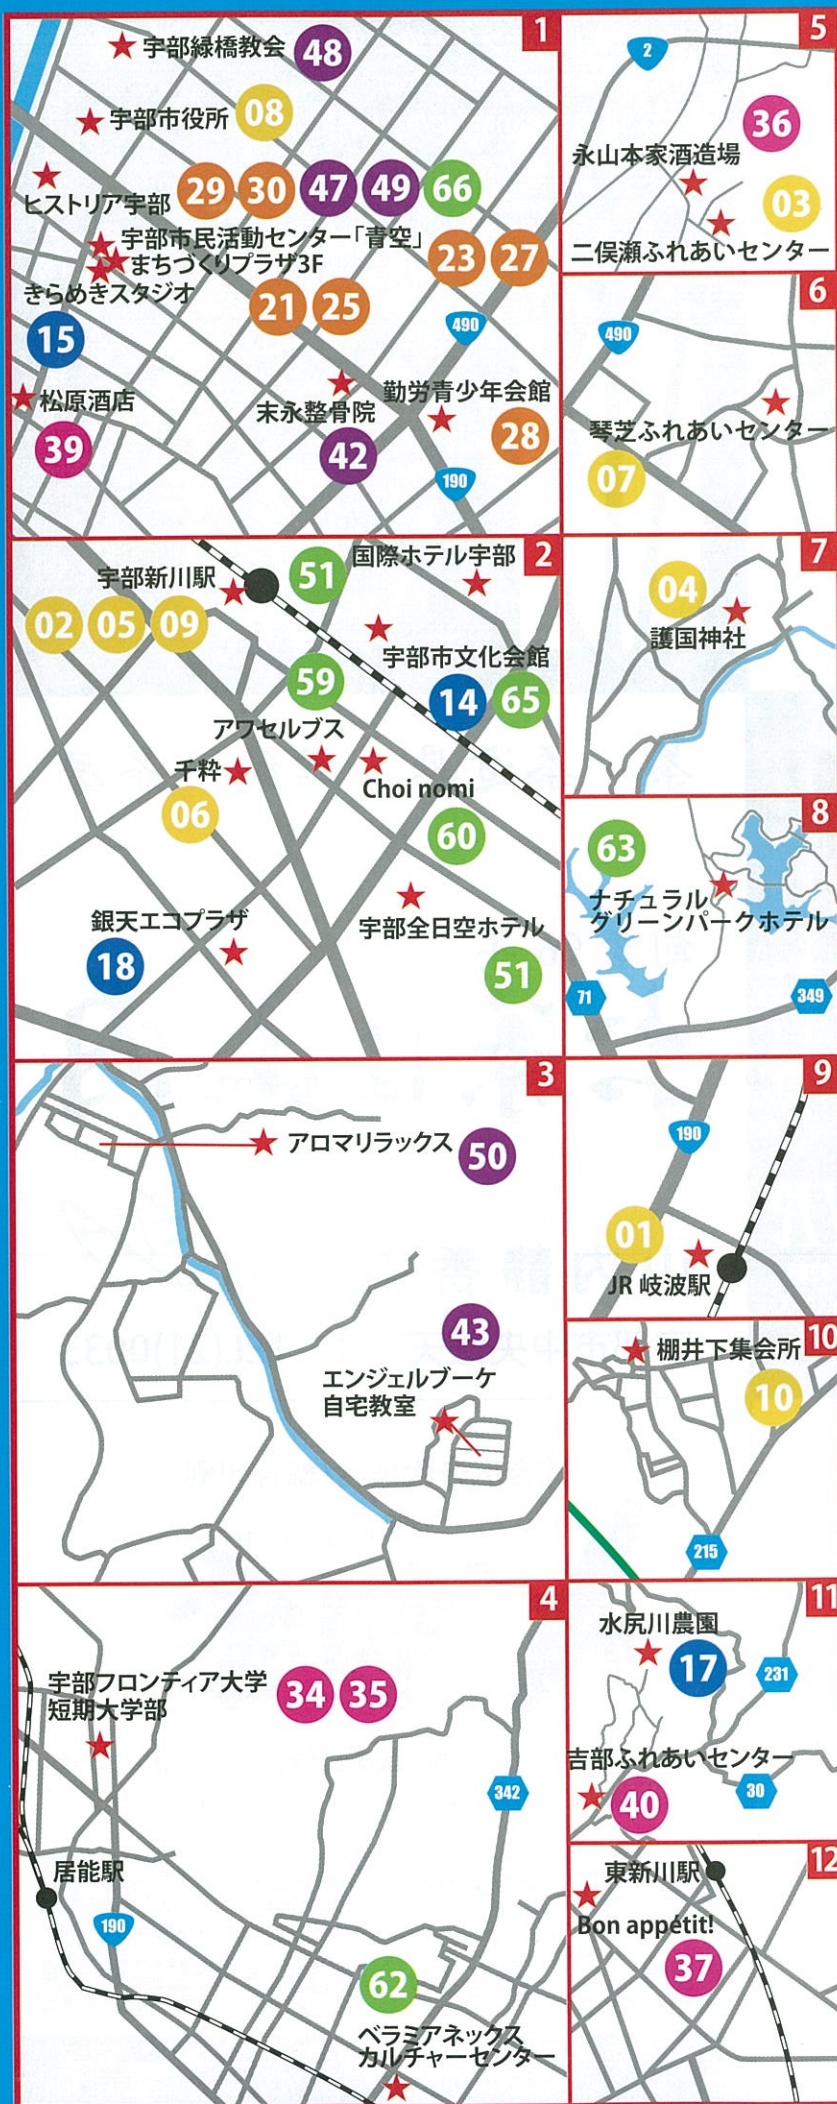 1
宇部緑橋教会 48
宇部市役所 08
ヒストリア宇部 29 30 47 49 66
宇部市民活動センター「青空」
まちづくりプラザ3F 23 27
きらめきスタジオ 21 25
15
490
松原酒店
39
末永整骨院
42
勤労青少年会館
28
190
2
宇部新川駅 51
国際ホテル宇部
02 05 09
宇部市文化会館
59 14 65
アワセルブス
千粋
06
Choi nomi
60
銀天エコプラザ
18
宇部全日空ホテル
51
3
アロマリラックス 50
43
エンジェルブーケ
自宅教室
4
宇部フロンティア大学
短期大学部
34 35
342
居能駅
190
62
ベラミアネックス
カルチャーセンター
5
2
36
永山本家酒造場
03
二俣瀬ふれあいセンター
6
490
琴芝ふれあいセンター
07
7
04
護国神社
8
63
ナチュラル
グリーンパークホテル
71
349
9
190
01
JR 岐波駅
10
棚井下集会所
10
215
11
水尻川農園
17
231
吉部ふれあいセンター
40
30
12
東新川駅
Bon appétit!
37